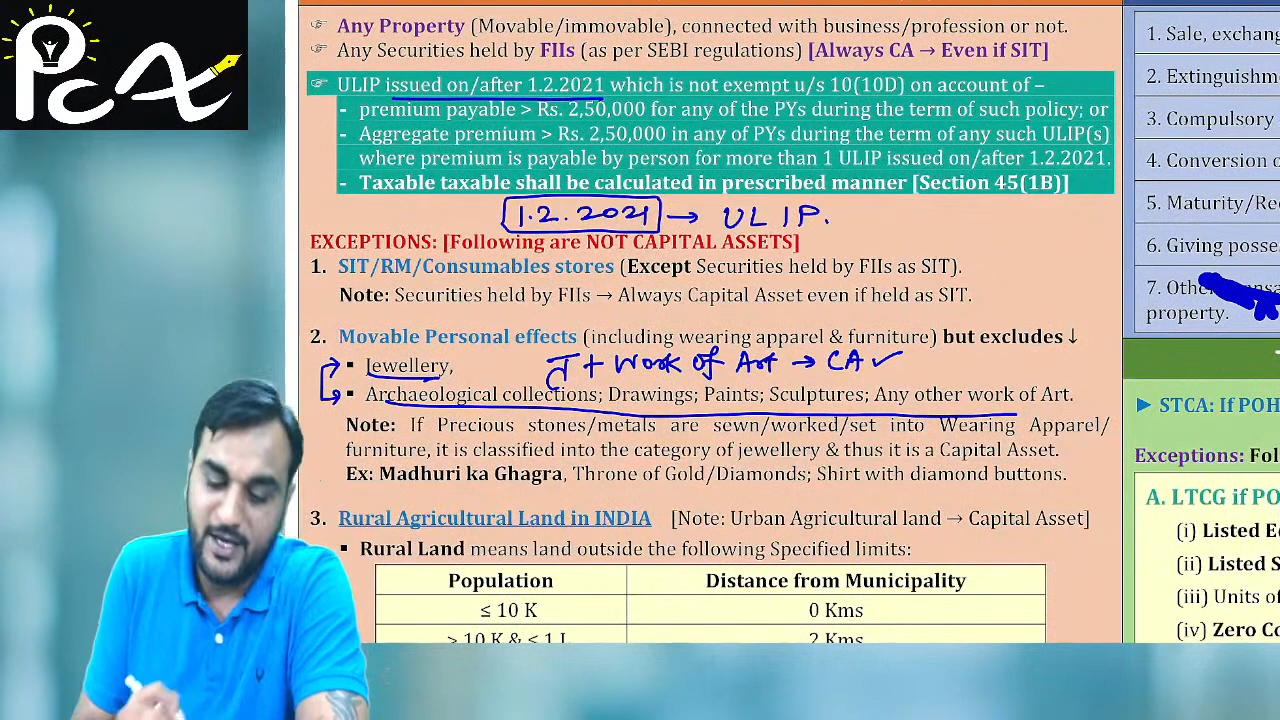 PCA
☞ Any Property (Movable/immovable), connected with business/profession or not.
☞ Any Securities held by FIIs (as per SEBI regulations) [Always CA → Even if SIT]
☞ ULIP issued on/after 1.2.2021 which is not exempt u/s 10(10D) on account of –
- premium payable > Rs. 2,50,000 for any of the PYs during the term of such policy; or
- Aggregate premium > Rs. 2,50,000 in any of PYs during the term of any such ULIP(s)
where premium is payable by person for more than 1 ULIP issued on/after 1.2.2021.
- Taxable taxable shall be calculated in prescribed manner [Section 45(1B)]
1.2.2021 → ULIP.
EXCEPTIONS: [Following are NOT CAPITAL ASSETS]
1. SIT/RM/Consumables stores (Except Securities held by FIIs as SIT).
Note: Securities held by FIIs → Always Capital Asset even if held as SIT.
2. Movable Personal effects (including wearing apparel & furniture) but excludes ↓
▪ Jewellery,
J + Work of Art → CA ✓
▪ Archaeological collections; Drawings; Paints; Sculptures; Any other work of Art.
Note: If Precious stones/metals are sewn/worked/set into Wearing Apparel/
furniture, it is classified into the category of jewellery & thus it is a Capital Asset.
Ex: Madhuri ka Ghagra, Throne of Gold/Diamonds; Shirt with diamond buttons.
3. Rural Agricultural Land in INDIA [Note: Urban Agricultural land → Capital Asset]
▪ Rural Land means land outside the following Specified limits:
Population Distance from Municipality
≤ 10 K 0 Kms
> 10 K & ≤ 1 L 2 Kms
1. Sale, exchang
2. Extinguishm
3. Compulsory
4. Conversion o
5. Maturity/Red
6. Giving posse
7. Othe
property.
► STCA: If POH
Exceptions: Fol
A. LTCG if PO
(i) Listed Eq
(ii) Listed S
(iii) Units of
(iv) Zero Co